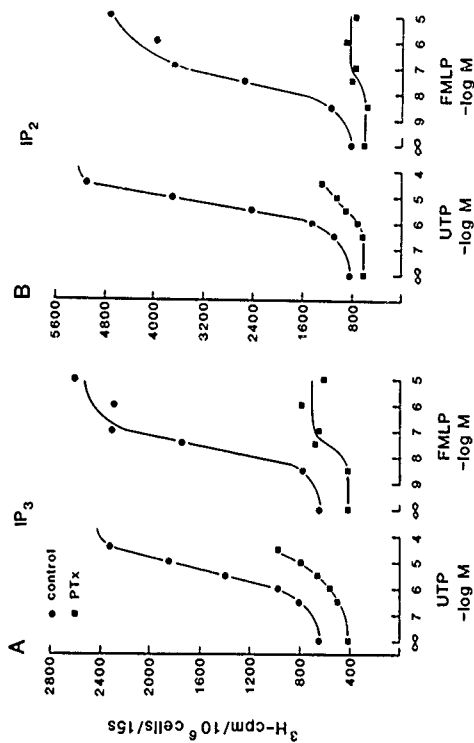 A
IP3
B
IP2
● control
■ PTx
3H-cpm/10^6 cells/15s
2800
2400
2000
1600
1200
800
400
∞ 7 6 5 4
UTP
-log M
∞ 9 8 7 6 5
FMLP
-log M
5600
4800
4000
3200
2400
1600
800
∞ 7 6 5 4
UTP
-log M
∞ 9 8 7 6 5
FMLP
-log M